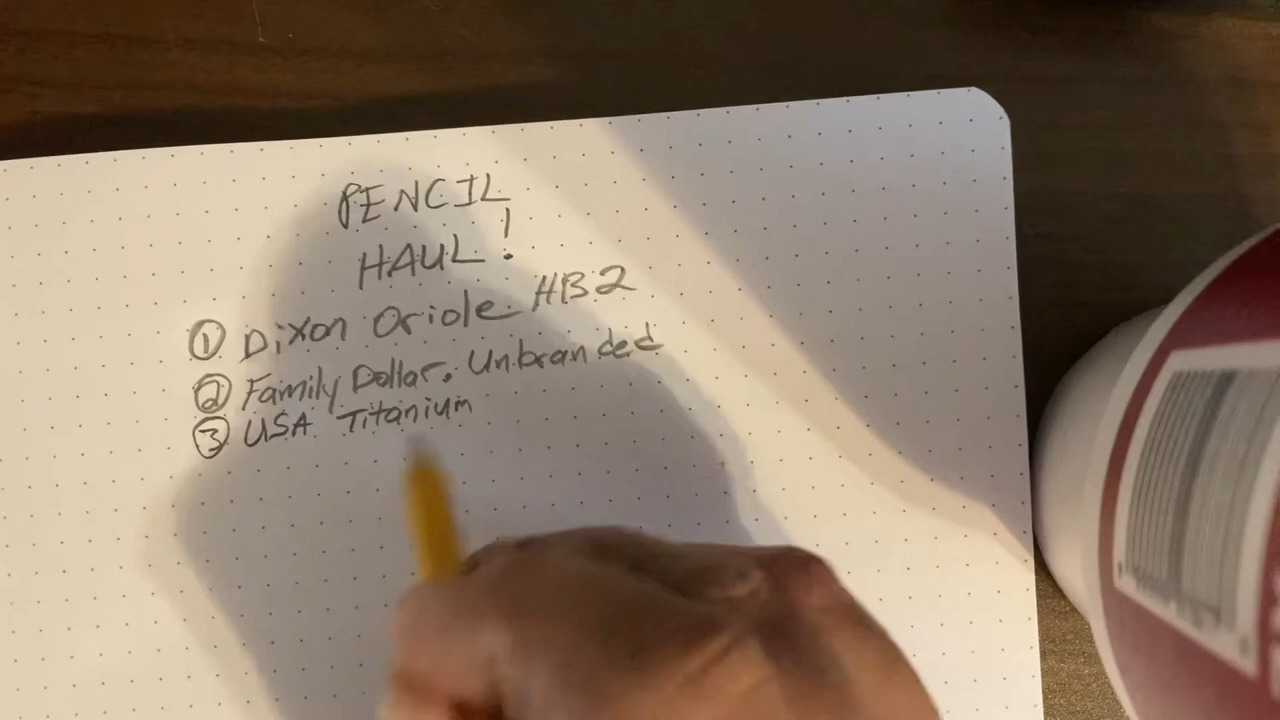 PENCIL
HAUL!
① Dixon Oriole HB2
② Family Dollar. Unbranded
③ USA Titanium